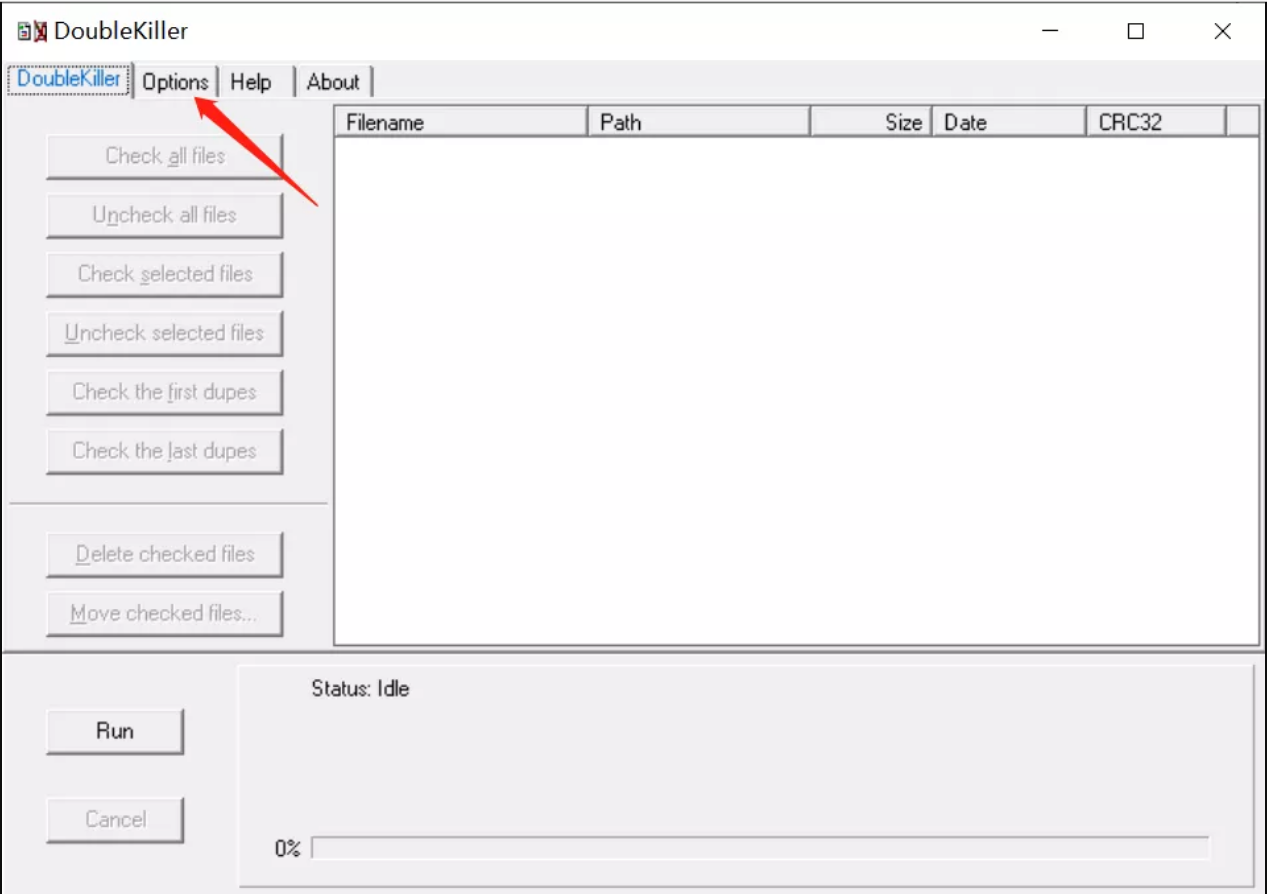 DoubleKiller
DoubleKiller Options Help About
Filename Path Size Date CRC32
Check all files
Uncheck all files
Check selected files
Uncheck selected files
Check the first dupes
Check the last dupes
Delete checked files
Move checked files...
Status: Idle
Run
Cancel
0%